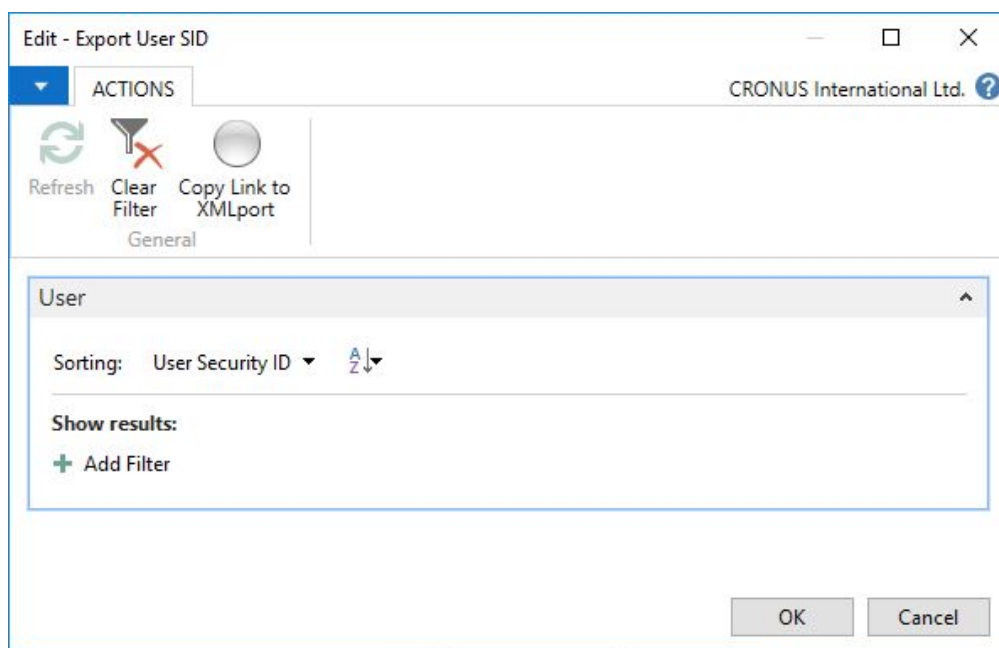 Edit - Export User SID
ACTIONS
CRONUS International Ltd.
Refresh
Clear
Filter
Copy Link to
XMLport
General
User
Sorting: User Security ID
Show results:
Add Filter
OK
Cancel